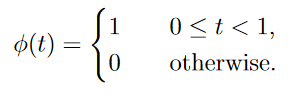 ϕ(t) = { 1 0 ≤ t < 1,
0 otherwise.